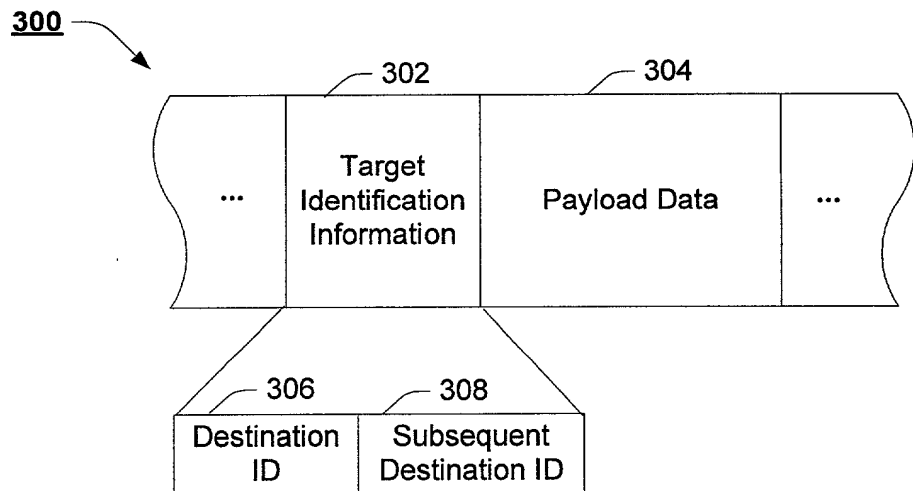 300
302
304
...
Target
Identification
Information
Payload Data
...
306
308
Destination
ID
Subsequent
Destination ID